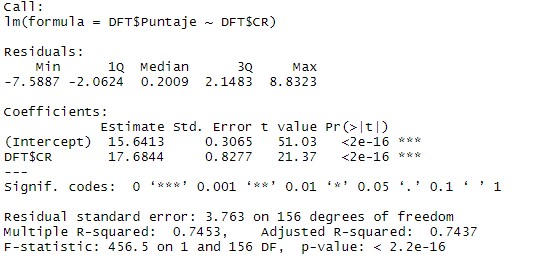 Call:
lm(formula = DFT$Puntaje ~ DFT$CR)
Residuals:
Min 1Q Median 3Q Max
-7.5887 -2.0624 0.2009 2.1483 8.8323
Coefficients:
Estimate Std. Error t value Pr(>|t|)
(Intercept) 15.6413 0.3065 51.03 <2e-16 ***
DFT$CR 17.6844 0.8277 21.37 <2e-16 ***
---
Signif. codes: 0 ‘***’ 0.001 ‘**’ 0.01 ‘*’ 0.05 ‘.’ 0.1 ‘ ’ 1
Residual standard error: 3.763 on 156 degrees of freedom
Multiple R-squared: 0.7453, Adjusted R-squared: 0.7437
F-statistic: 456.5 on 1 and 156 DF, p-value: < 2.2e-16